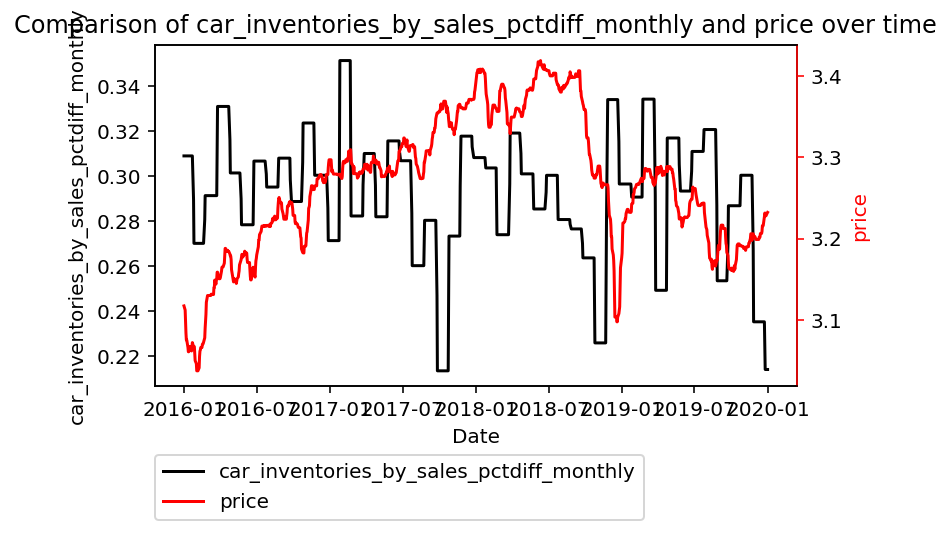 Comparison of car_inventories_by_sales_pctdiff_monthly and price over time
car_inventories_by_sales_pctdiff_monthly
0.34
0.32
0.30
0.28
0.26
0.24
0.22
3.4
3.3
3.2
3.1
price
2016-01 2016-07 2017-01 2017-07 2018-01 2018-07 2019-01 2019-07 2020-01
Date
car_inventories_by_sales_pctdiff_monthly
price